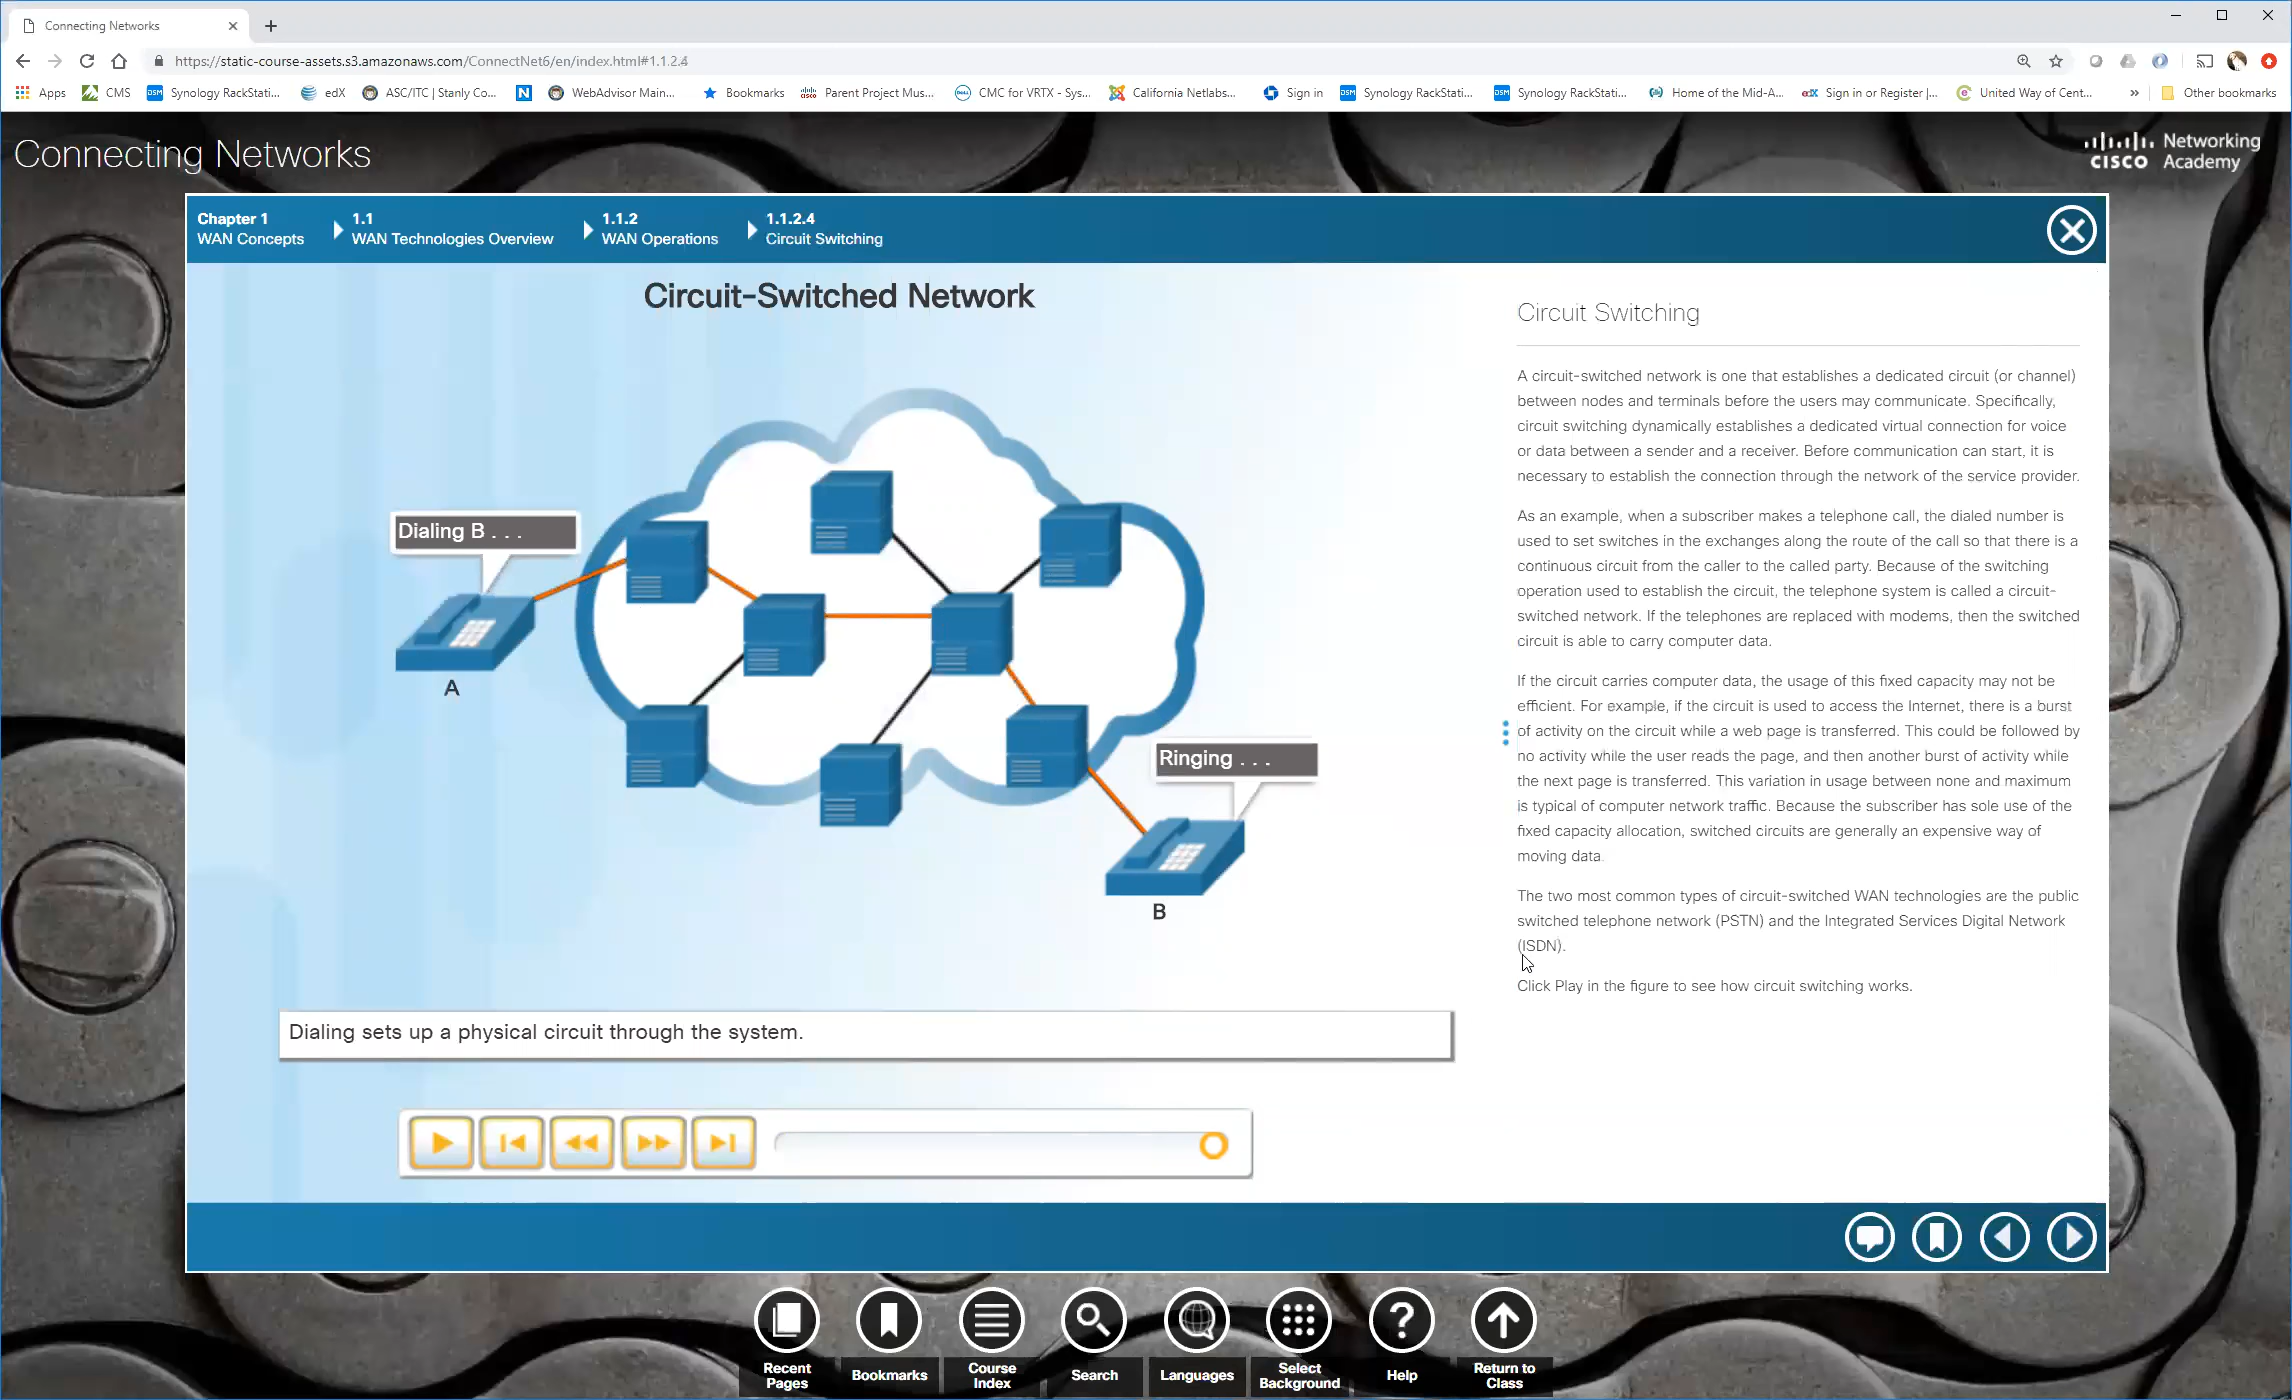 Connecting Networks
https://static-course-assets.s3.amazonaws.com/ConnectNet6/en/index.html#1.1.2.4
Apps
CMS
DSM
Synology RackStati...
edX
ASC/ITC | Stanly Co...
N
WebAdvisor Main...
Bookmarks
Parent Project Mus...
CMC for VRTX - Sys...
California Netlabs...
Sign in
DSM
Synology RackStati...
DSM
Synology RackStati...
Home of the Mid-A...
edX
Sign in or Register |...
United Way of Cent...
»
Other bookmarks
Connecting Networks
CISCO
Networking
Academy
Chapter 1
WAN Concepts
1.1
WAN Technologies Overview
1.1.2
WAN Operations
1.1.2.4
Circuit Switching
Circuit-Switched Network
Dialing B . . .
A
Ringing . . .
B
Dialing sets up a physical circuit through the system.
Circuit Switching
A circuit-switched network is one that establishes a dedicated circuit (or channel)
between nodes and terminals before the users may communicate. Specifically,
circuit switching dynamically establishes a dedicated virtual connection for voice
or data between a sender and a receiver. Before communication can start, it is
necessary to establish the connection through the network of the service provider.
As an example, when a subscriber makes a telephone call, the dialed number is
used to set switches in the exchanges along the route of the call so that there is a
continuous circuit from the caller to the called party. Because of the switching
operation used to establish the circuit, the telephone system is called a circuit-
switched network. If the telephones are replaced with modems, then the switched
circuit is able to carry computer data.
If the circuit carries computer data, the usage of this fixed capacity may not be
efficient. For example, if the circuit is used to access the Internet, there is a burst
of activity on the circuit while a web page is transferred. This could be followed by
no activity while the user reads the page, and then another burst of activity while
the next page is transferred. This variation in usage between none and maximum
is typical of computer network traffic. Because the subscriber has sole use of the
fixed capacity allocation, switched circuits are generally an expensive way of
moving data.
The two most common types of circuit-switched WAN technologies are the public
switched telephone network (PSTN) and the Integrated Services Digital Network
(ISDN).
Click Play in the figure to see how circuit switching works.
Recent
Pages
Bookmarks
Course
Index
Search
Languages
Select
Background
?
Help
Return to
Class